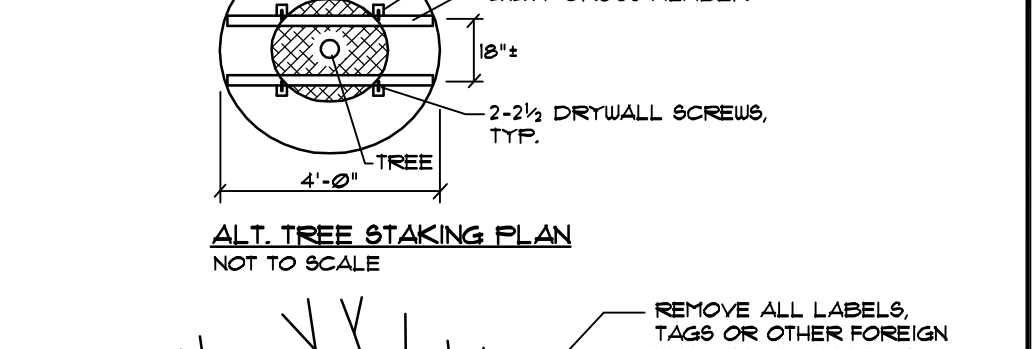 18"±
2-2½ DRYWALL SCREWS,
TYP.
TREE
4'-0"
ALT. TREE STAKING PLAN
NOT TO SCALE
REMOVE ALL LABELS,
TAGS OR OTHER FOREIGN